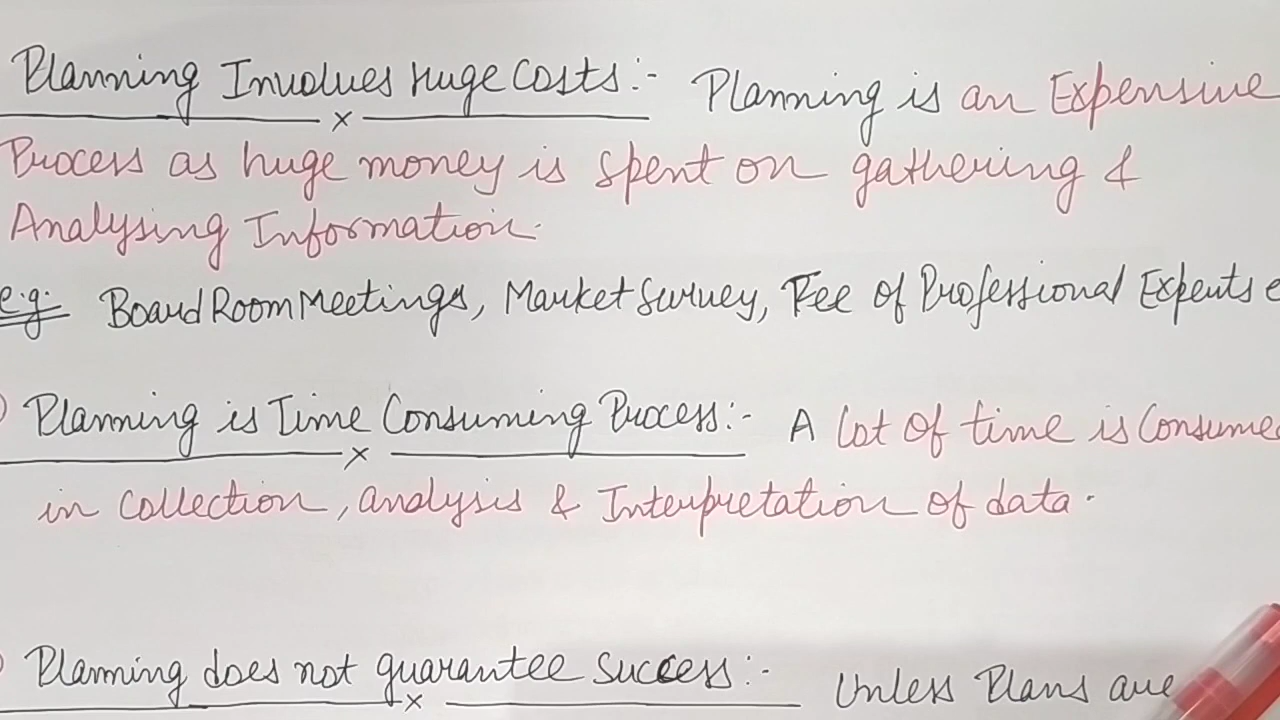 Planning Involves Huge Costs:- Planning is an Expensive
Process as huge money is spent on gathering &
Analysing Information.
e.g. Board Room Meetings, Market Survey, Fee of Professional Experts e
Planning is Time Consuming Process:- A lot of time is Consumed
in collection, analysis & Interpretation of data.
Planning does not guarantee success:- Unless Plans are